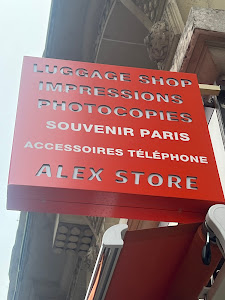 LUGGAGE SHOP
IMPRESSIONS
PHOTOCOPIES
SOUVENIR PARIS
ACCESSOIRES TÉLÉPHONE
ALEX STORE